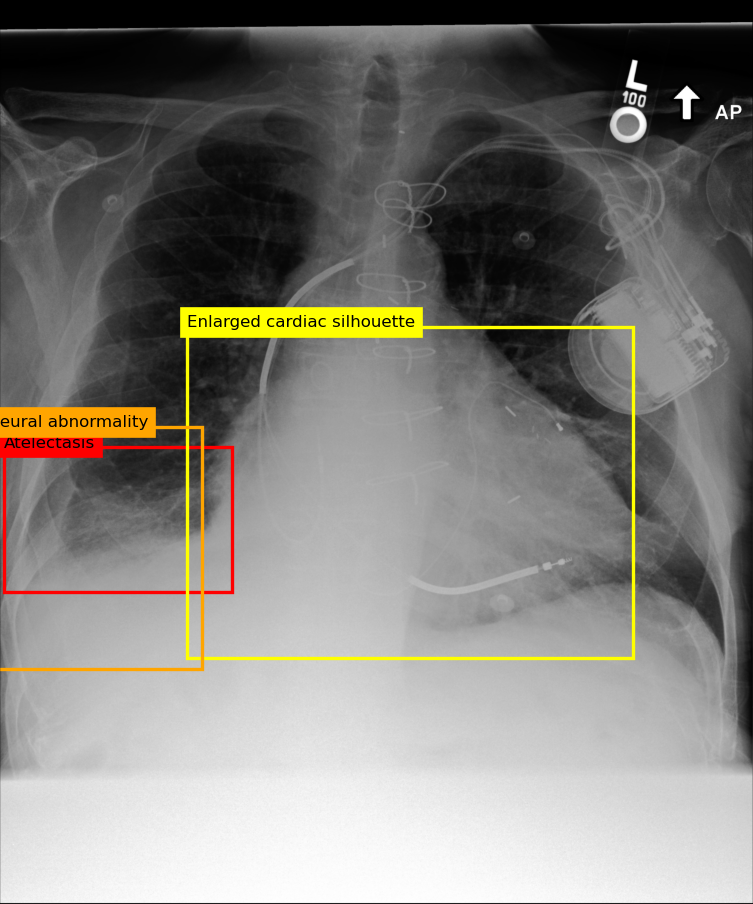 L
100
AP
Enlarged cardiac silhouette
eural abnormality
Atelectasis